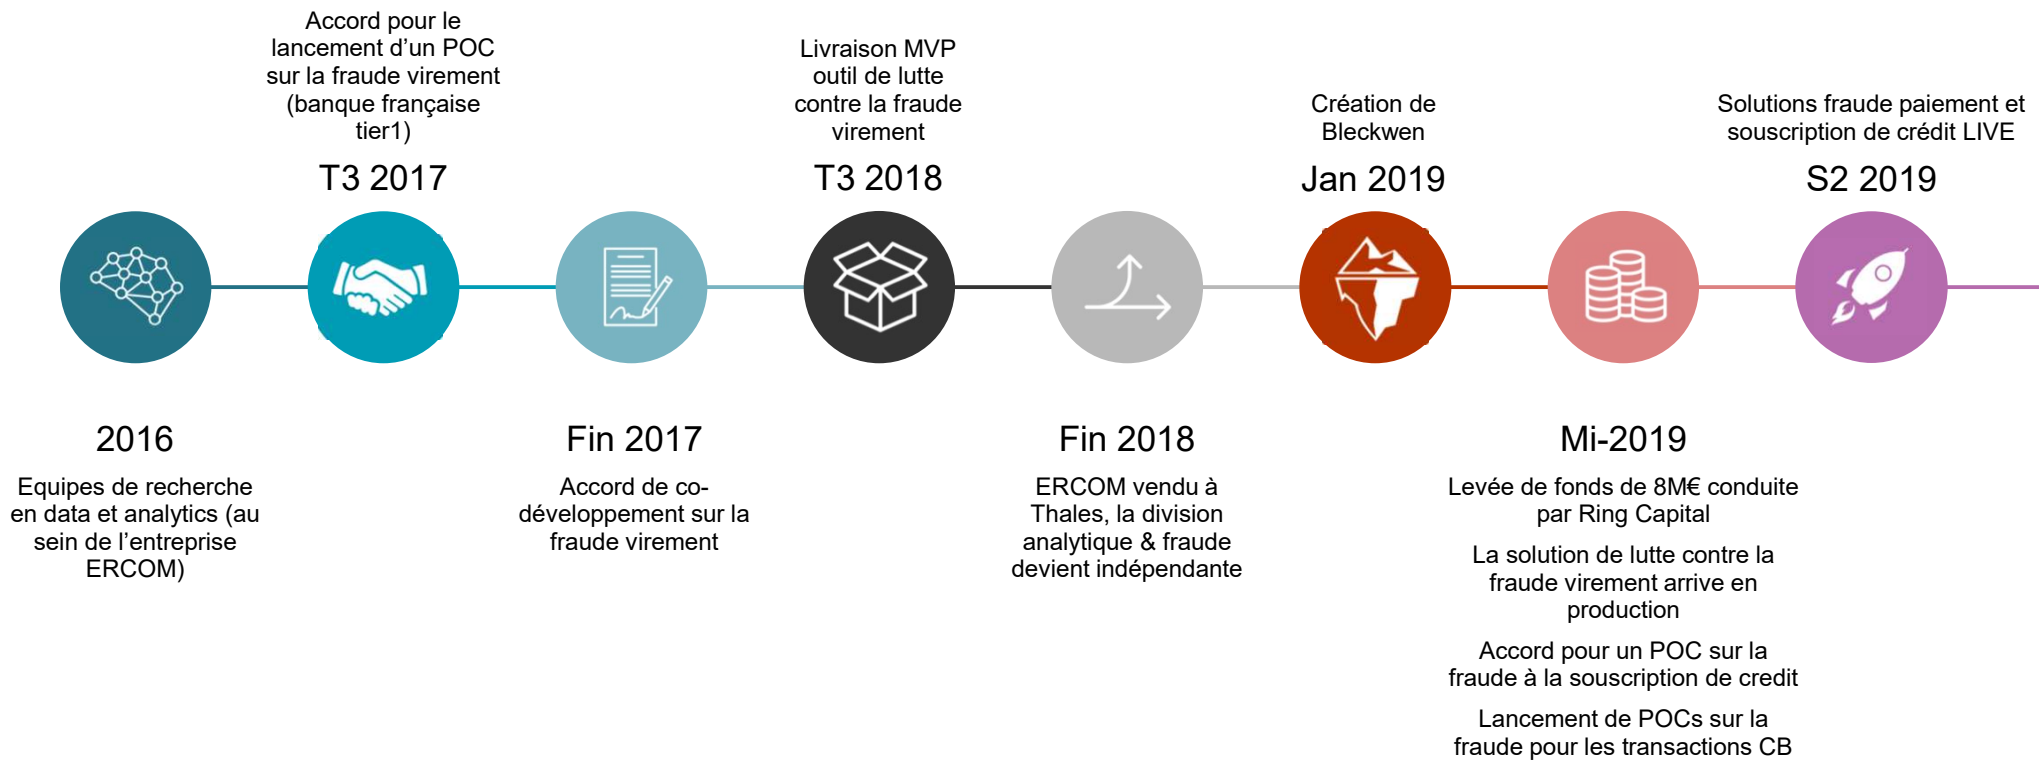 Accord pour le
lancement d’un POC
sur la fraude virement
(banque française
tier1)
T3 2017
Livraison MVP
outil de lutte
contre la fraude
virement
T3 2018
Création de
Bleckwen
Jan 2019
Solutions fraude paiement et
souscription de crédit LIVE
S2 2019
2016
Equipes de recherche
en data et analytics (au
sein de l’entreprise
ERCOM)
Fin 2017
Accord de co-
développement sur la
fraude virement
Fin 2018
ERCOM vendu à
Thales, la division
analytique & fraude
devient indépendante
Mi-2019
Levée de fonds de 8M€ conduite
par Ring Capital
La solution de lutte contre la
fraude virement arrive en
production
Accord pour un POC sur la
fraude à la souscription de credit
Lancement de POCs sur la
fraude pour les transactions CB